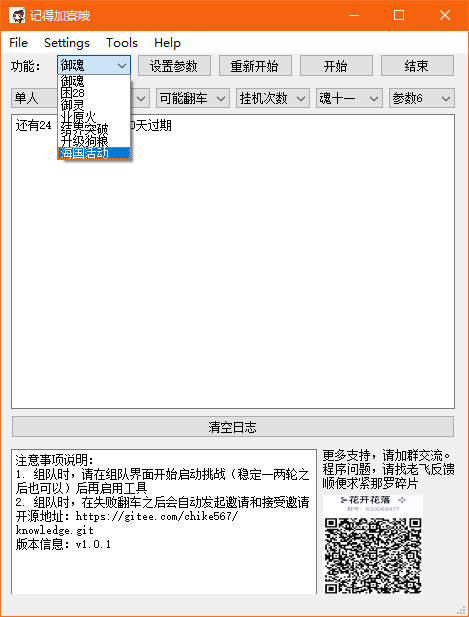 记得加窝哦
File Settings Tools Help
功能： 御魂 设置参数 重新开始 开始 结束
御魂
困28
御灵
业原火
结界突破
升级狗粮
海国活动
单人 可能翻车 挂机次数 魂十一 参数6
还有24 0天过期
清空日志
注意事项说明：
1. 组队时，请在组队界面开始启动挑战（稳定一两轮之
后也可以）后再启用工具
2. 组队时，在失败翻车之后会自动发起邀请和接受邀请
开源地址：https://gitee.com/chike567/
knowledge.git
版本信息：v1.0.1
更多支持，请加群交流。
程序问题，请找老飞反馈
顺便求紧那罗碎片
花开花落
群号：620069477